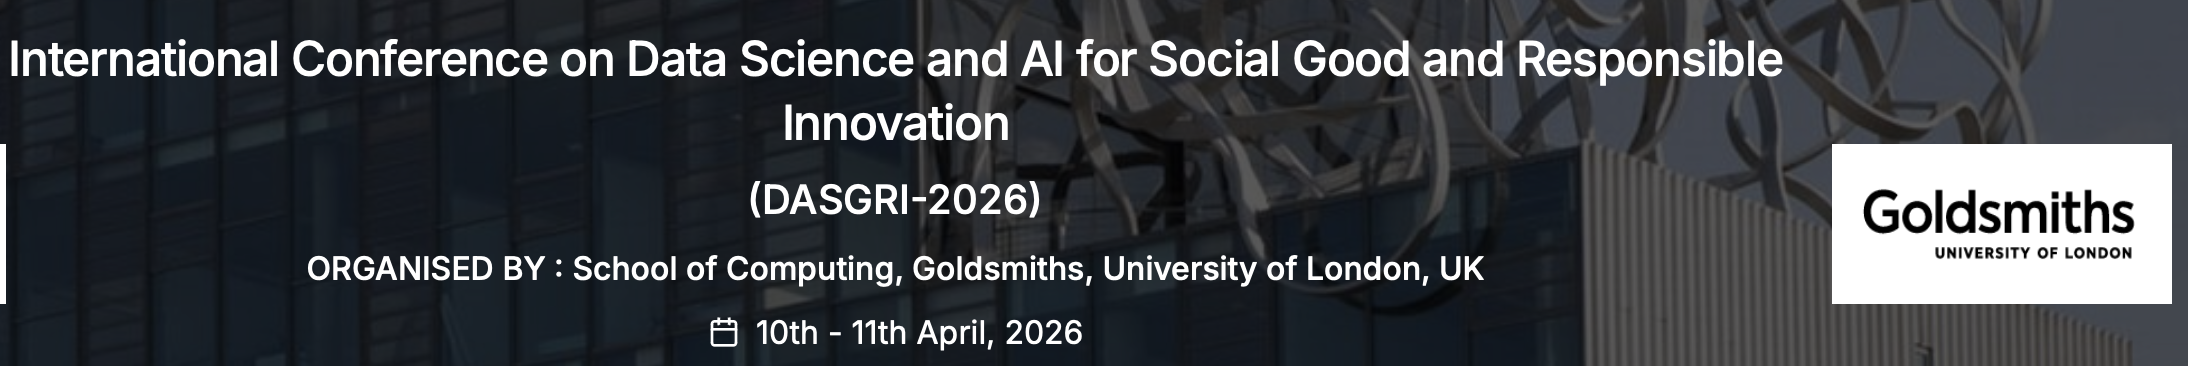 International Conference on Data Science and AI for Social Good and Responsible
Innovation
(DASGRI-2026)
ORGANISED BY : School of Computing, Goldsmiths, University of London, UK
10th - 11th April, 2026
Goldsmiths
UNIVERSITY OF LONDON